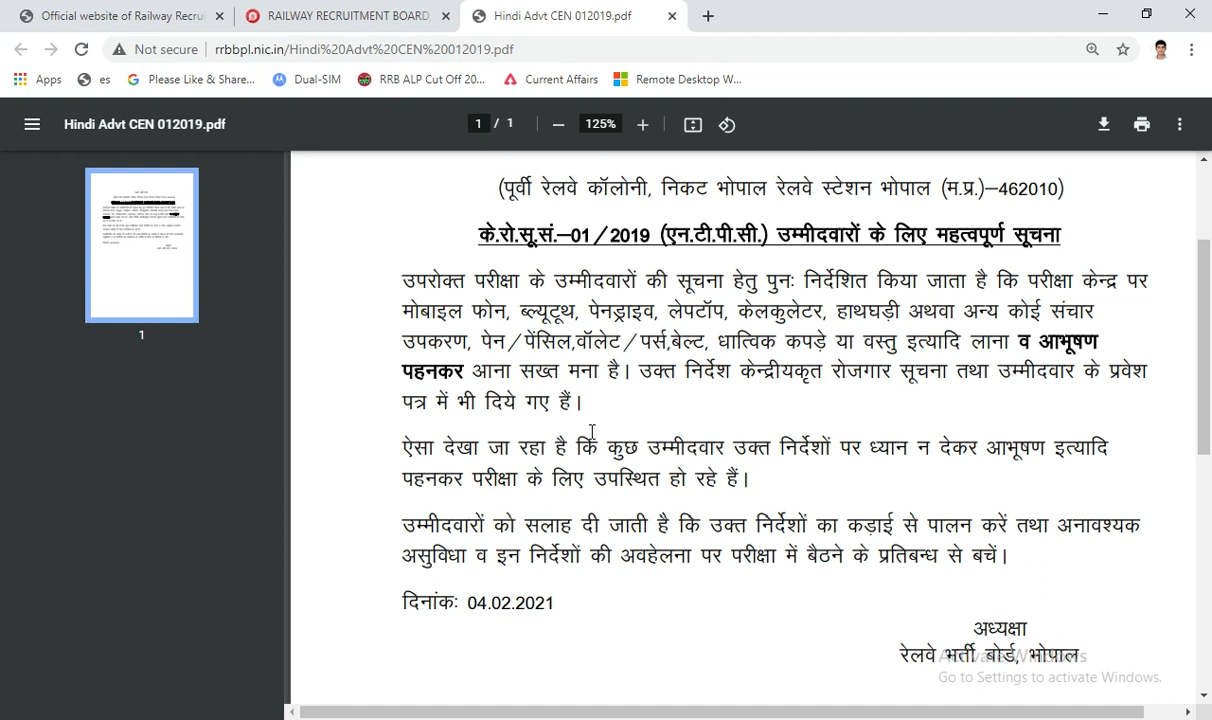 Official website of Railway Recru
RAILWAY RECRUITMENT BOARD,
Hindi Advt CEN 012019.pdf
Not secure
rrbbpl.nic.in/Hindi%20Advt%20CEN%20012019.pdf
Apps
es
Please Like & Share...
Dual-SIM
RRB ALP Cut Off 20...
Current Affairs
Remote Desktop W...
Hindi Advt CEN 012019.pdf
1 / 1
125%
1
(पूर्वी रेलवे कॉलोनी, निकट भोपाल रेलवे स्टेशन भोपाल (म.प्र.)–462010)
के.रो.सू.सं.–01/2019 (एन.टी.पी.सी.) उम्मीदवारों के लिए महत्वपूर्ण सूचना
उपरोक्त परीक्षा के उम्मीदवारों की सूचना हेतु पुनः निर्देशित किया जाता है कि परीक्षा केन्द्र पर
मोबाइल फोन, ब्ल्यूटूथ, पेनड्राइव, लेपटॉप, केलकुलेटर, हाथघड़ी अथवा अन्य कोई संचार
उपकरण, पेन/पेंसिल,वॉलेट/पर्स,बेल्ट, धात्विक कपड़े या वस्तु इत्यादि लाना व आभूषण
पहनकर आना सख्त मना है। उक्त निर्देश केन्द्रीयकृत रोजगार सूचना तथा उम्मीदवार के प्रवेश
पत्र में भी दिये गए हैं।
ऐसा देखा जा रहा है कि कुछ उम्मीदवार उक्त निर्देशों पर ध्यान न देकर आभूषण इत्यादि
पहनकर परीक्षा के लिए उपस्थित हो रहे हैं।
उम्मीदवारों को सलाह दी जाती है कि उक्त निर्देशों का कड़ाई से पालन करें तथा अनावश्यक
असुविधा व इन निर्देशों की अवहेलना पर परीक्षा में बैठने के प्रतिबन्ध से बचें।
दिनांकः 04.02.2021
अध्यक्षा
रेलवे भर्ती बोर्ड, भोपाल
Activate Windows
Go to Settings to activate Windows.